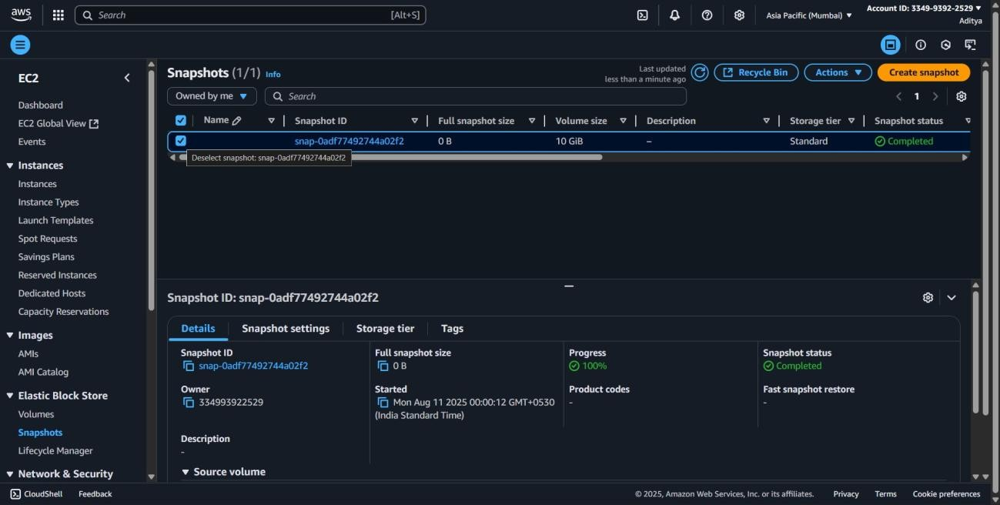 aws
Search [Alt+S]
Asia Pacific (Mumbai) ▼
Account ID: 3349-9392-2529 ▼
Aditya
EC2
Dashboard
EC2 Global View
Events
Instances
Instances
Instance Types
Launch Templates
Spot Requests
Savings Plans
Reserved Instances
Dedicated Hosts
Capacity Reservations
Images
AMIs
AMI Catalog
Elastic Block Store
Volumes
Snapshots
Lifecycle Manager
Network & Security
Snapshots (1/1) Info
Last updated
less than a minute ago
Recycle Bin
Actions
Create snapshot
Owned by me
Search
1
Name Snapshot ID Full snapshot size Volume size Description Storage tier Snapshot status
snap-0adf77492744a02f2 0 B 10 GiB – Standard Completed
Deselect snapshot: snap-0adf77492744a02f2
Snapshot ID: snap-0adf77492744a02f2
Details Snapshot settings Storage tier Tags
Snapshot ID
snap-0adf77492744a02f2
Full snapshot size
0 B
Progress
100%
Snapshot status
Completed
Owner
334993922529
Started
Mon Aug 11 2025 00:00:12 GMT+0530
(India Standard Time)
Product codes
-
Fast snapshot restore
-
Description
-
Source volume
CloudShell Feedback
© 2025, Amazon Web Services, Inc. or its affiliates. Privacy Terms Cookie preferences